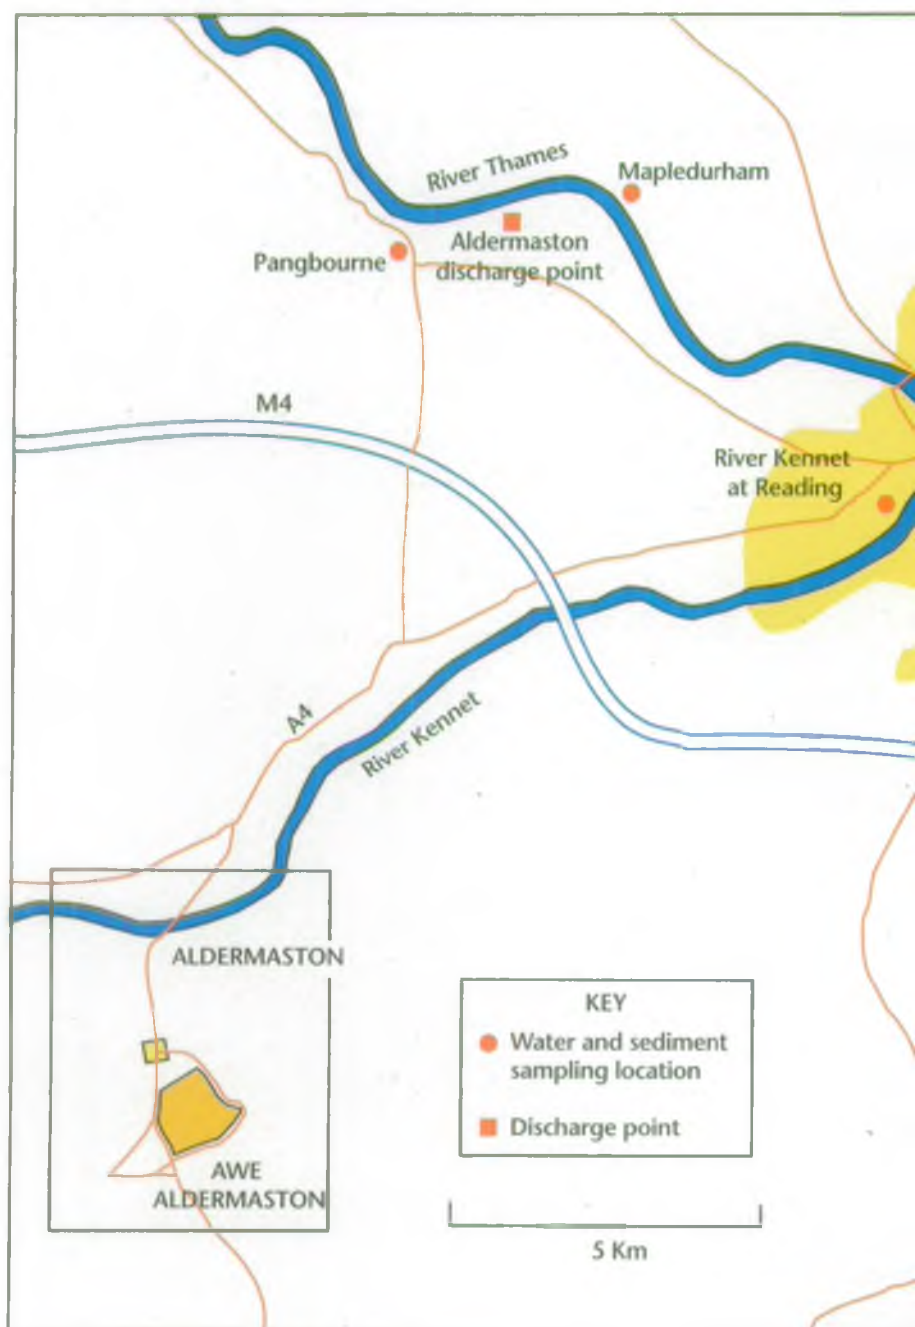 River Thames
Mapledurham
Aldermaston
discharge point
Pangbourne
M4
River Kennet
at Reading
A4
River Kennet
ALDERMASTON
KEY
Water and sediment
sampling location
Discharge point
AWE
ALDERMASTON
5 Km